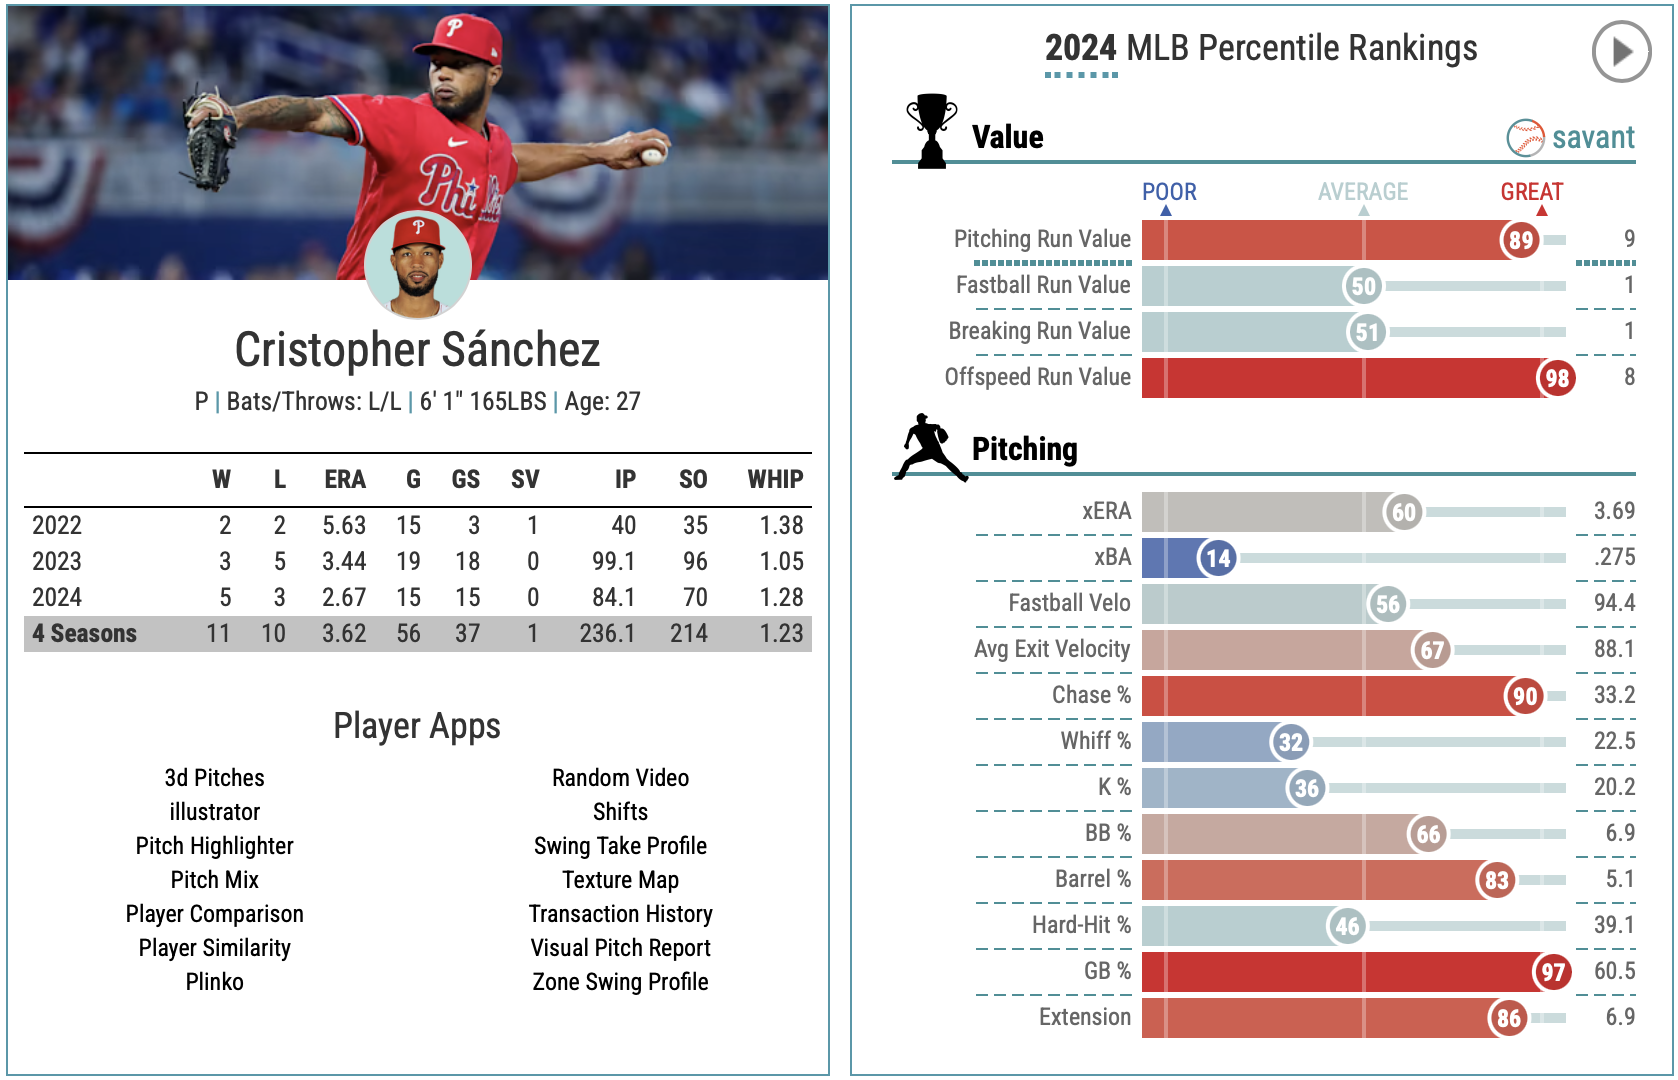 P
Phi
P
Cristopher Sánchez
P | Bats/Throws: L/L | 6' 1" 165LBS | Age: 27
W L ERA G GS SV IP SO WHIP
2022 2 2 5.63 15 3 1 40 35 1.38
2023 3 5 3.44 19 18 0 99.1 96 1.05
2024 5 3 2.67 15 15 0 84.1 70 1.28
4 Seasons 11 10 3.62 56 37 1 236.1 214 1.23
Player Apps
3d Pitches Random Video
illustrator Shifts
Pitch Highlighter Swing Take Profile
Pitch Mix Texture Map
Player Comparison Transaction History
Player Similarity Visual Pitch Report
Plinko Zone Swing Profile
2024 MLB Percentile Rankings
Value savant
POOR AVERAGE GREAT
Pitching Run Value 89 9
Fastball Run Value 50 1
Breaking Run Value 51 1
Offspeed Run Value 98 8
Pitching
xERA 60 3.69
xBA 14 .275
Fastball Velo 56 94.4
Avg Exit Velocity 67 88.1
Chase % 90 33.2
Whiff % 32 22.5
K % 36 20.2
BB % 66 6.9
Barrel % 83 5.1
Hard-Hit % 46 39.1
GB % 97 60.5
Extension 86 6.9